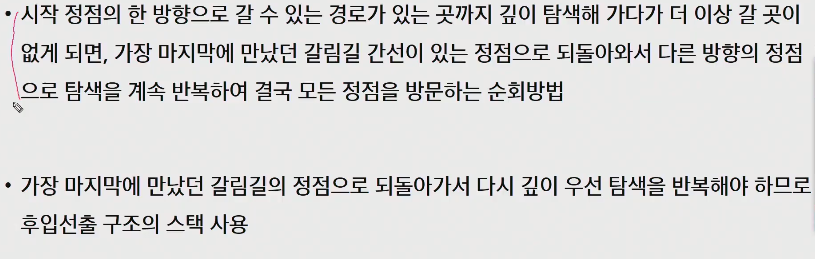 • 시작 정점의 한 방향으로 갈 수 있는 경로가 있는 곳까지 깊이 탐색해 가다가 더 이상 갈 곳이
없게 되면, 가장 마지막에 만났던 갈림길 간선이 있는 정점으로 되돌아와서 다른 방향의 정점
으로 탐색을 계속 반복하여 결국 모든 정점을 방문하는 순회방법
• 가장 마지막에 만났던 갈림길의 정점으로 되돌아가서 다시 깊이 우선 탐색을 반복해야 하므로
후입선출 구조의 스택 사용